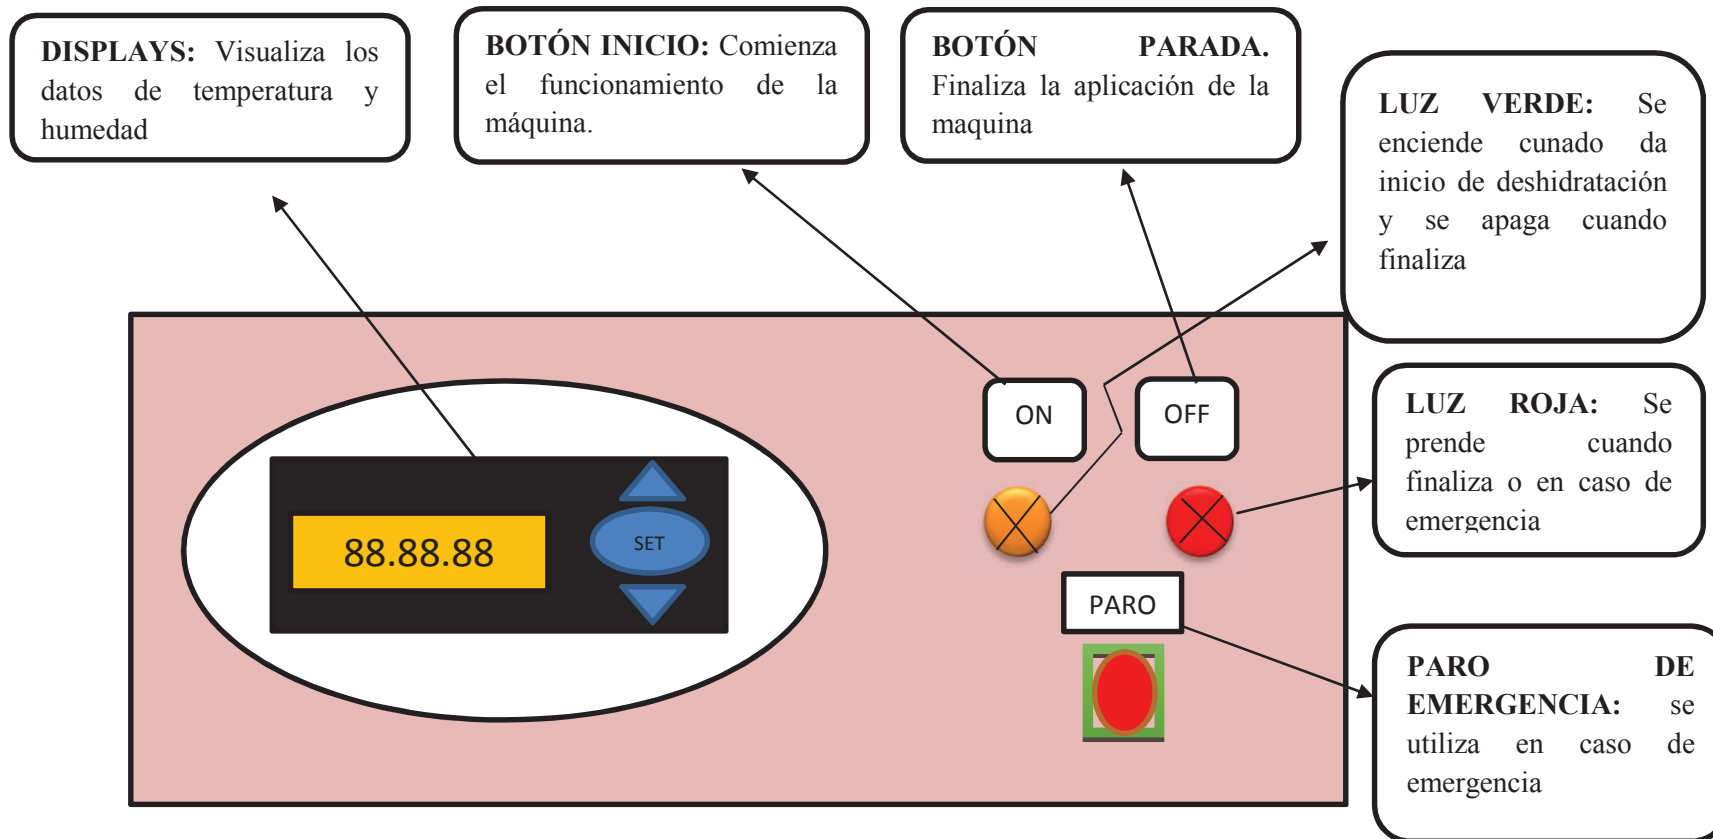 DISPLAYS: Visualiza los
datos de temperatura y
humedad
BOTÓN INICIO: Comienza
el funcionamiento de la
máquina.
BOTÓN PARADA.
Finaliza la aplicación de la
maquina
LUZ VERDE: Se
enciende cunado da
inicio de deshidratación
y se apaga cuando
finaliza
LUZ ROJA: Se
prende cuando
finaliza o en caso de
emergencia
PARO DE
EMERGENCIA: se
utiliza en caso de
emergencia
ON
OFF
88.88.88
SET
PARO